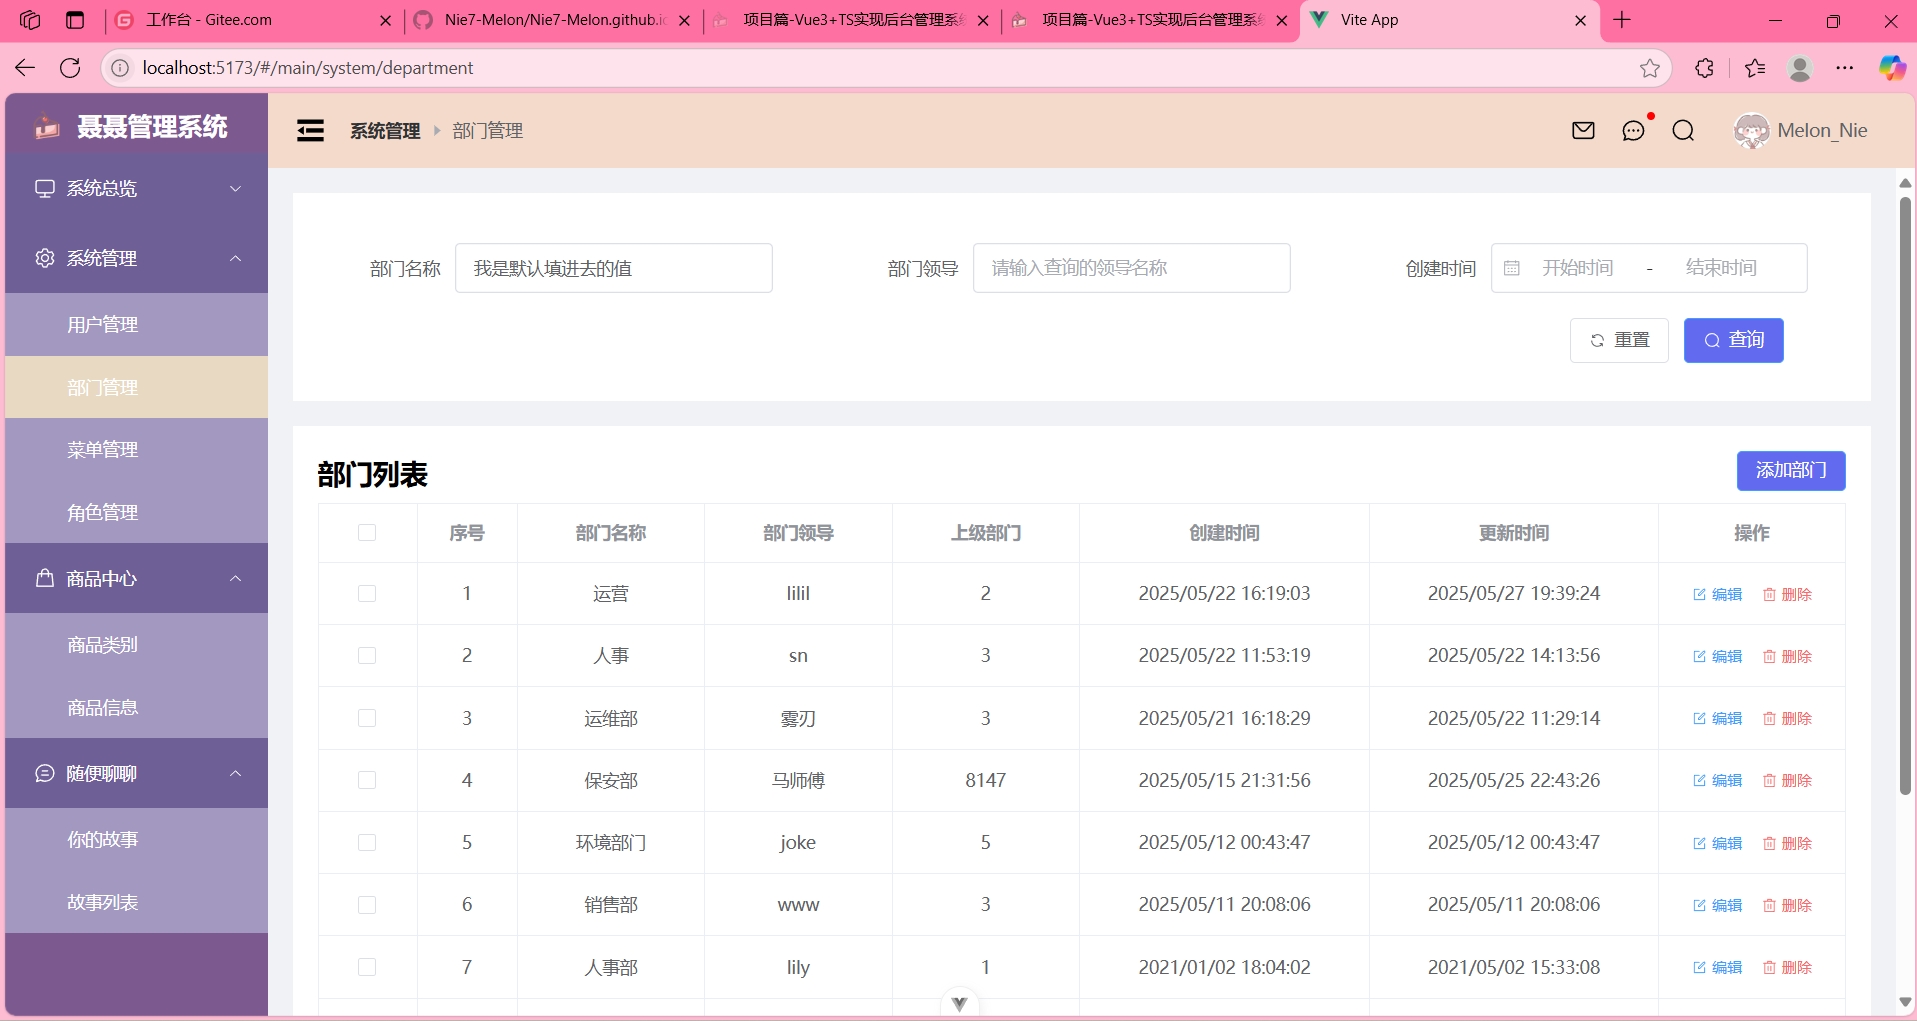 工作台 - Gitee.com
Nie7-Melon/Nie7-Melon.github.io
项目篇-Vue3+TS实现后台管理系统
项目篇-Vue3+TS实现后台管理系统
Vite App
localhost:5173/#/main/system/department
聂聂管理系统
系统管理 部门管理
Melon_Nie
系统总览
系统管理
用户管理
部门管理
菜单管理
角色管理
商品中心
商品类别
商品信息
随便聊聊
你的故事
故事列表
部门名称 我是默认填进去的值 部门领导 请输入查询的领导名称 创建时间 开始时间 - 结束时间
重置 查询
部门列表 添加部门
序号 部门名称 部门领导 上级部门 创建时间 更新时间 操作
1 运营 lilil 2 2025/05/22 16:19:03 2025/05/27 19:39:24 编辑 删除
2 人事 sn 3 2025/05/22 11:53:19 2025/05/22 14:13:56 编辑 删除
3 运维部 雾刃 3 2025/05/21 16:18:29 2025/05/22 11:29:14 编辑 删除
4 保安部 马师傅 8147 2025/05/15 21:31:56 2025/05/25 22:43:26 编辑 删除
5 环境部门 joke 5 2025/05/12 00:43:47 2025/05/12 00:43:47 编辑 删除
6 销售部 www 3 2025/05/11 20:08:06 2025/05/11 20:08:06 编辑 删除
7 人事部 lily 1 2021/01/02 18:04:02 2021/05/02 15:33:08 编辑 删除